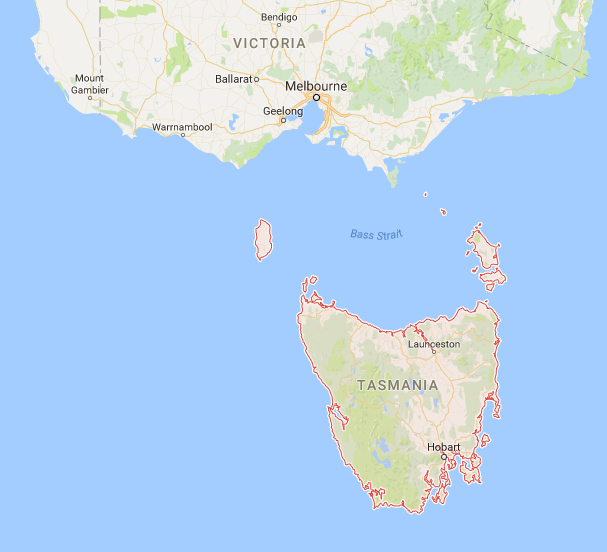 Bendigo
VICTORIA
Mount
Gambier
Ballarat
Melbourne
Geelong
Warrnambool
Bass Strait
Launceston
TASMANIA
Hobart